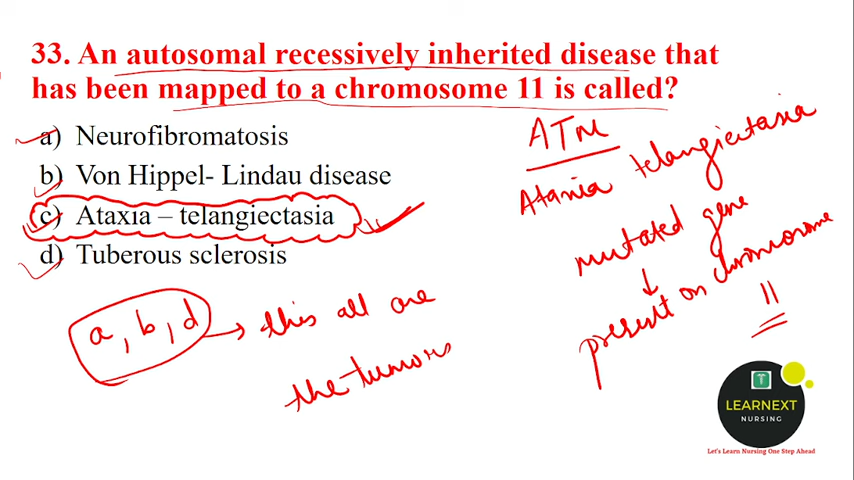 33. An autosomal recessively inherited disease that
has been mapped to a chromosome 11 is called?
a) Neurofibromatosis
b) Von Hippel- Lindau disease
c) Ataxia – telangiectasia
d) Tuberous sclerosis
a, b, d → this all are
the tumors
ATM
Ataxia telangiectasia
mutated gene
↓
present on chromosome
11
T
LEARNEXT
NURSING
Let's Learn Nursing One Step Ahead